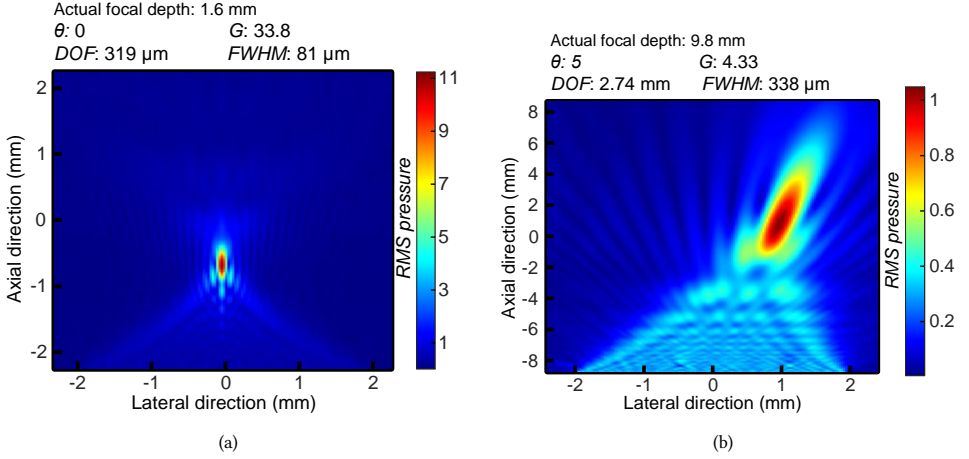 Actual focal depth: 1.6 mm
θ: 0 G: 33.8
DOF: 319 µm FWHM: 81 µm
2
1
0
-1
-2
Axial direction (mm)
-2 -1 0 1 2
Lateral direction (mm)
11
9
7
5
3
1
RMS pressure
(a)
Actual focal depth: 9.8 mm
θ: 5 G: 4.33
DOF: 2.74 mm FWHM: 338 µm
8
6
4
2
0
-2
-4
-6
-8
Axial direction (mm)
-2 -1 0 1 2
Lateral direction (mm)
1
0.8
0.6
0.4
0.2
RMS pressure
(b)